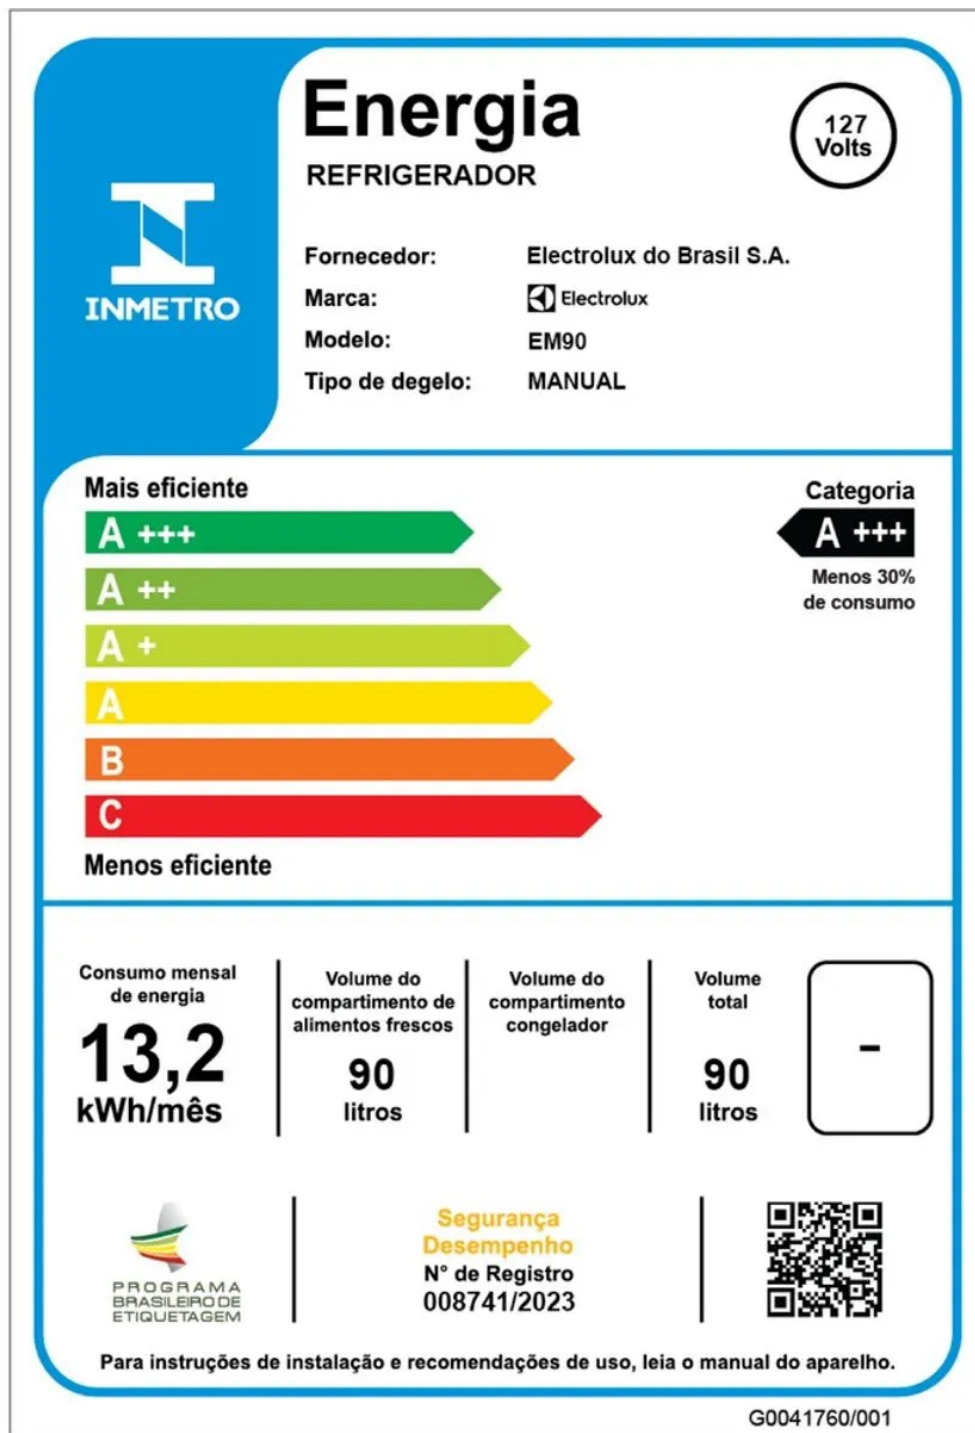 Energia
REFRIGERADOR
127
Volts
INMETRO
Fornecedor: Electrolux do Brasil S.A.
Marca: Electrolux
Modelo: EM90
Tipo de degelo: MANUAL
Mais eficiente
A +++
A ++
A +
A
B
C
Menos eficiente
Categoria
A +++
Menos 30%
de consumo
Consumo mensal
de energia
13,2
kWh/mês
Volume do
compartimento de
alimentos frescos
90
litros
Volume do
compartimento
congelador
Volume
total
90
litros
-
PROGRAMA
BRASILEIRO DE
ETIQUETAGEM
Segurança
Desempenho
N° de Registro
008741/2023
Para instruções de instalação e recomendações de uso, leia o manual do aparelho.
G0041760/001